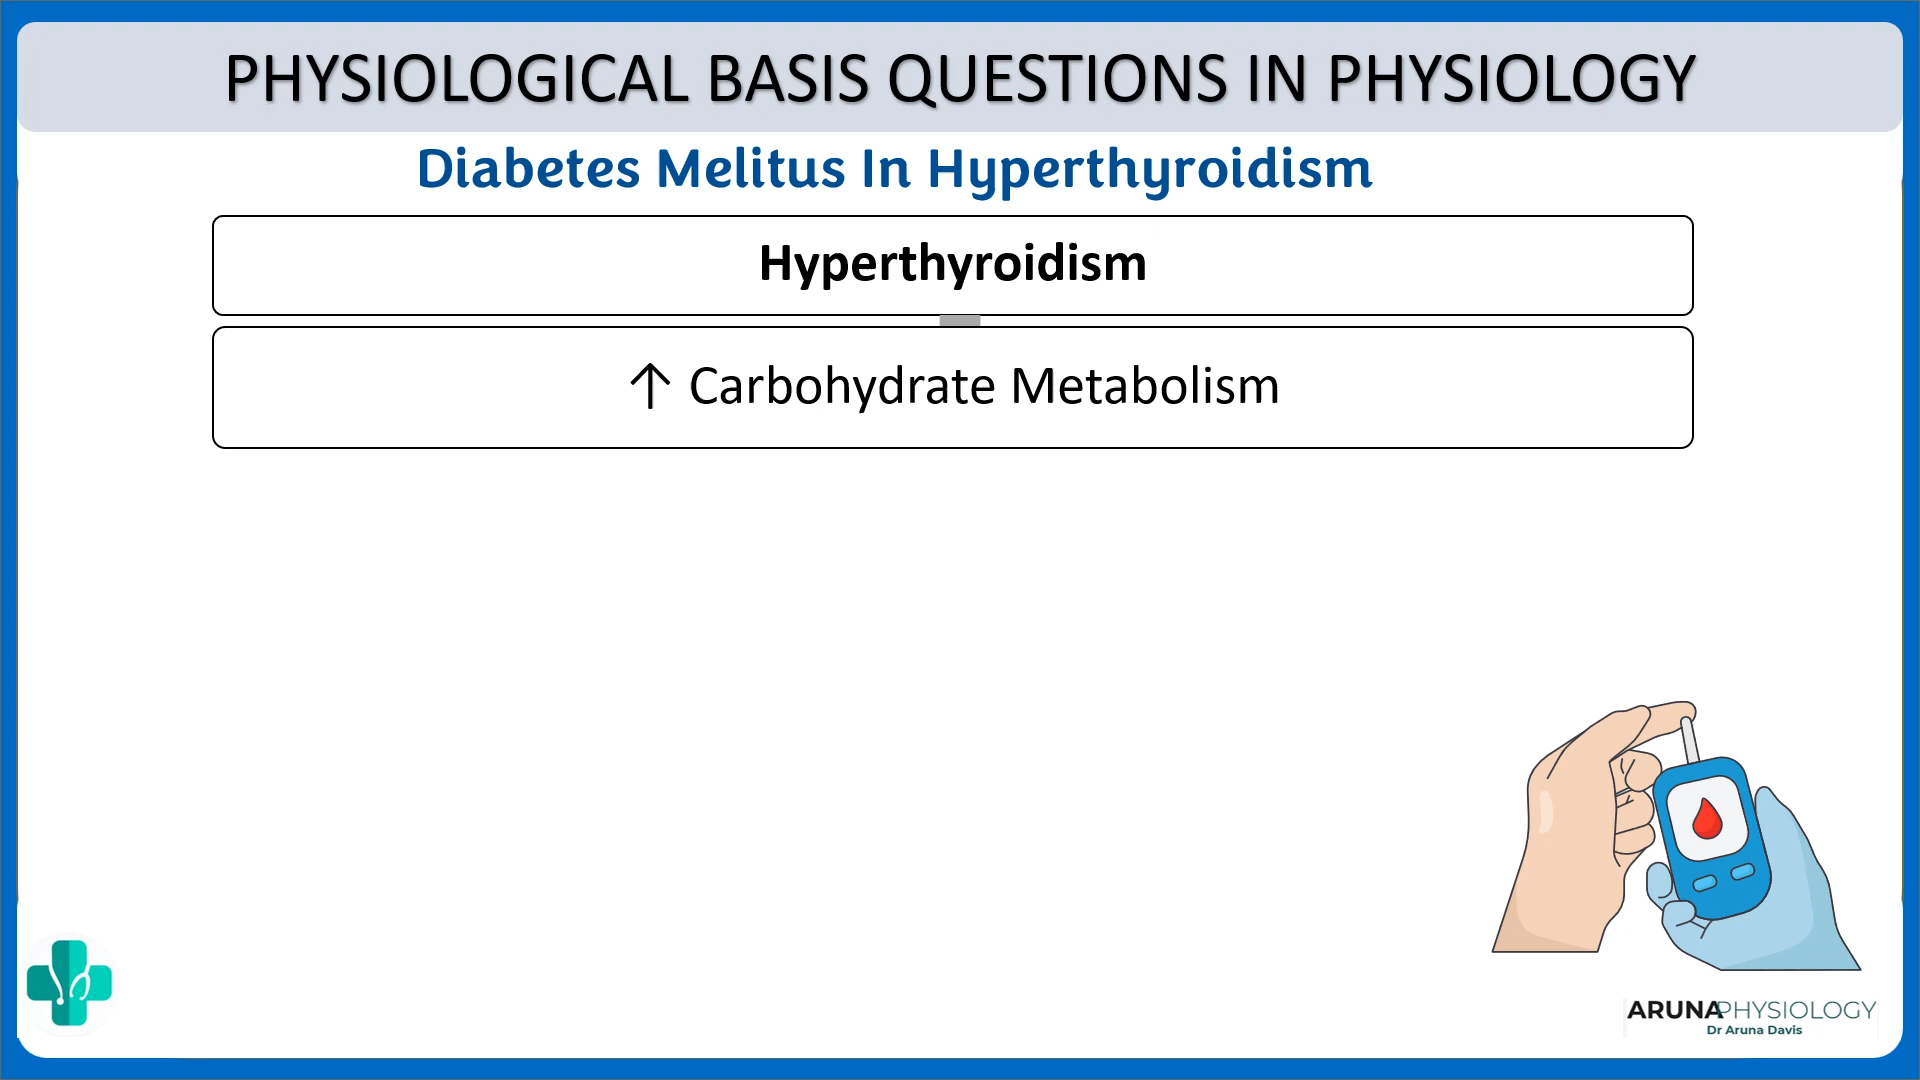 PHYSIOLOGICAL BASIS QUESTIONS IN PHYSIOLOGY
Diabetes Melitus In Hyperthyroidism
Hyperthyroidism
↑ Carbohydrate Metabolism
ARUNAPHYSIOLOGY
Dr Aruna Davis